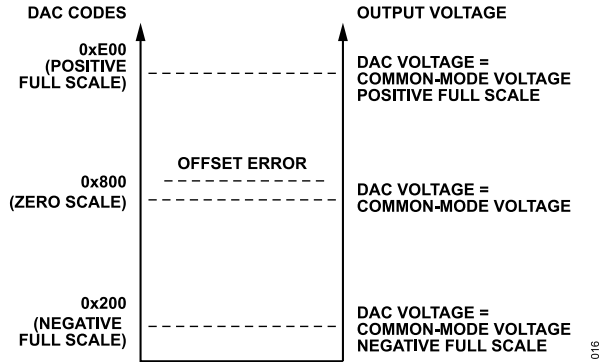 DAC CODES
OUTPUT VOLTAGE
0xE00
(POSITIVE
FULL SCALE)
DAC VOLTAGE =
COMMON-MODE VOLTAGE
POSITIVE FULL SCALE
OFFSET ERROR
0x800
(ZERO SCALE)
DAC VOLTAGE =
COMMON-MODE VOLTAGE
0x200
(NEGATIVE
FULL SCALE)
DAC VOLTAGE =
COMMON-MODE VOLTAGE
NEGATIVE FULL SCALE
016